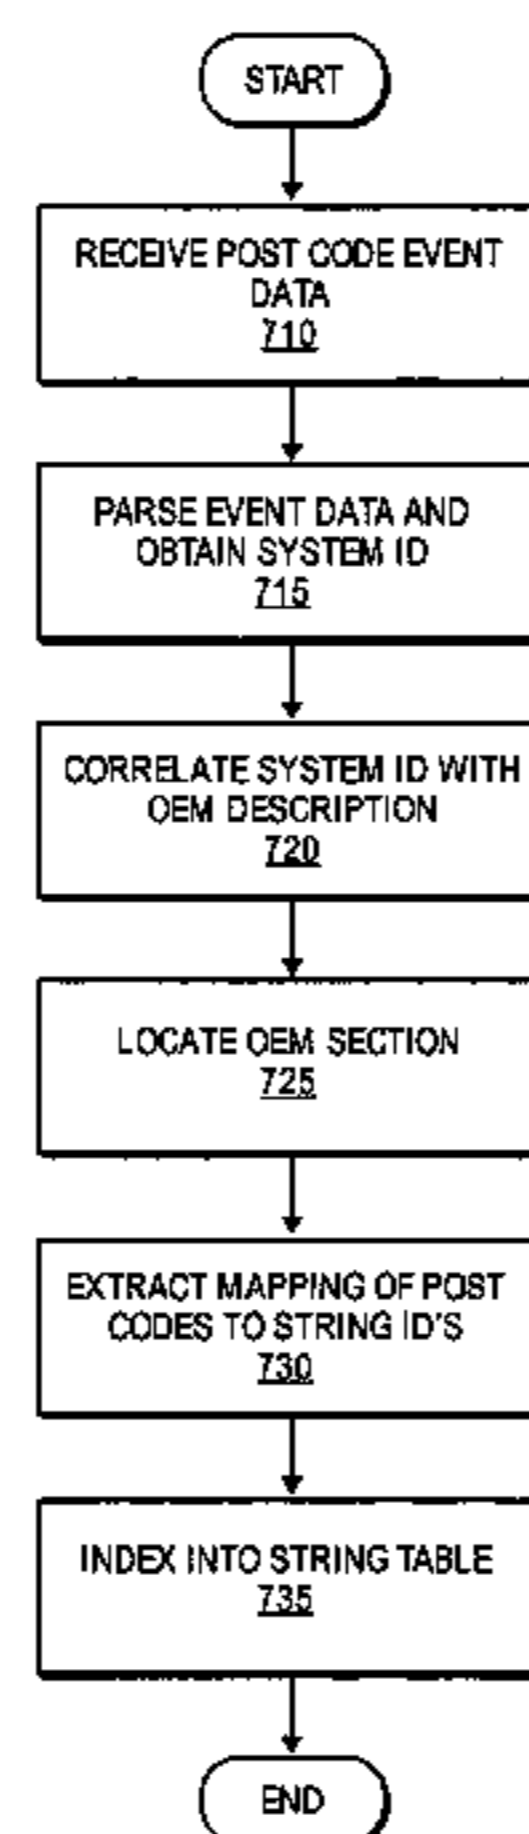 START
RECEIVE POST CODE EVENT
DATA
710
PARSE EVENT DATA AND
OBTAIN SYSTEM ID
715
CORRELATE SYSTEM ID WITH
OEM DESCRIPTION
720
LOCATE OEM SECTION
725
EXTRACT MAPPING OF POST
CODES TO STRING ID'S
730
INDEX INTO STRING TABLE
735
END